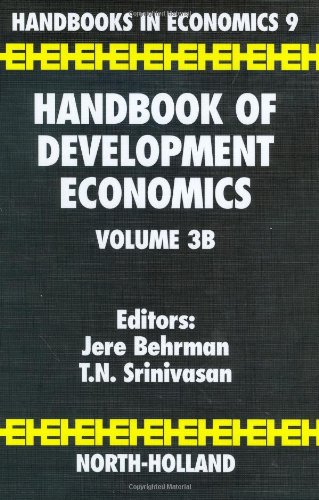 HANDBOOKS IN ECONOMICS 9
HANDBOOK OF
DEVELOPMENT
ECONOMICS
VOLUME 3B
Editors:
Jere Behrman
T.N. Srinivasan
NORTH-HOLLAND